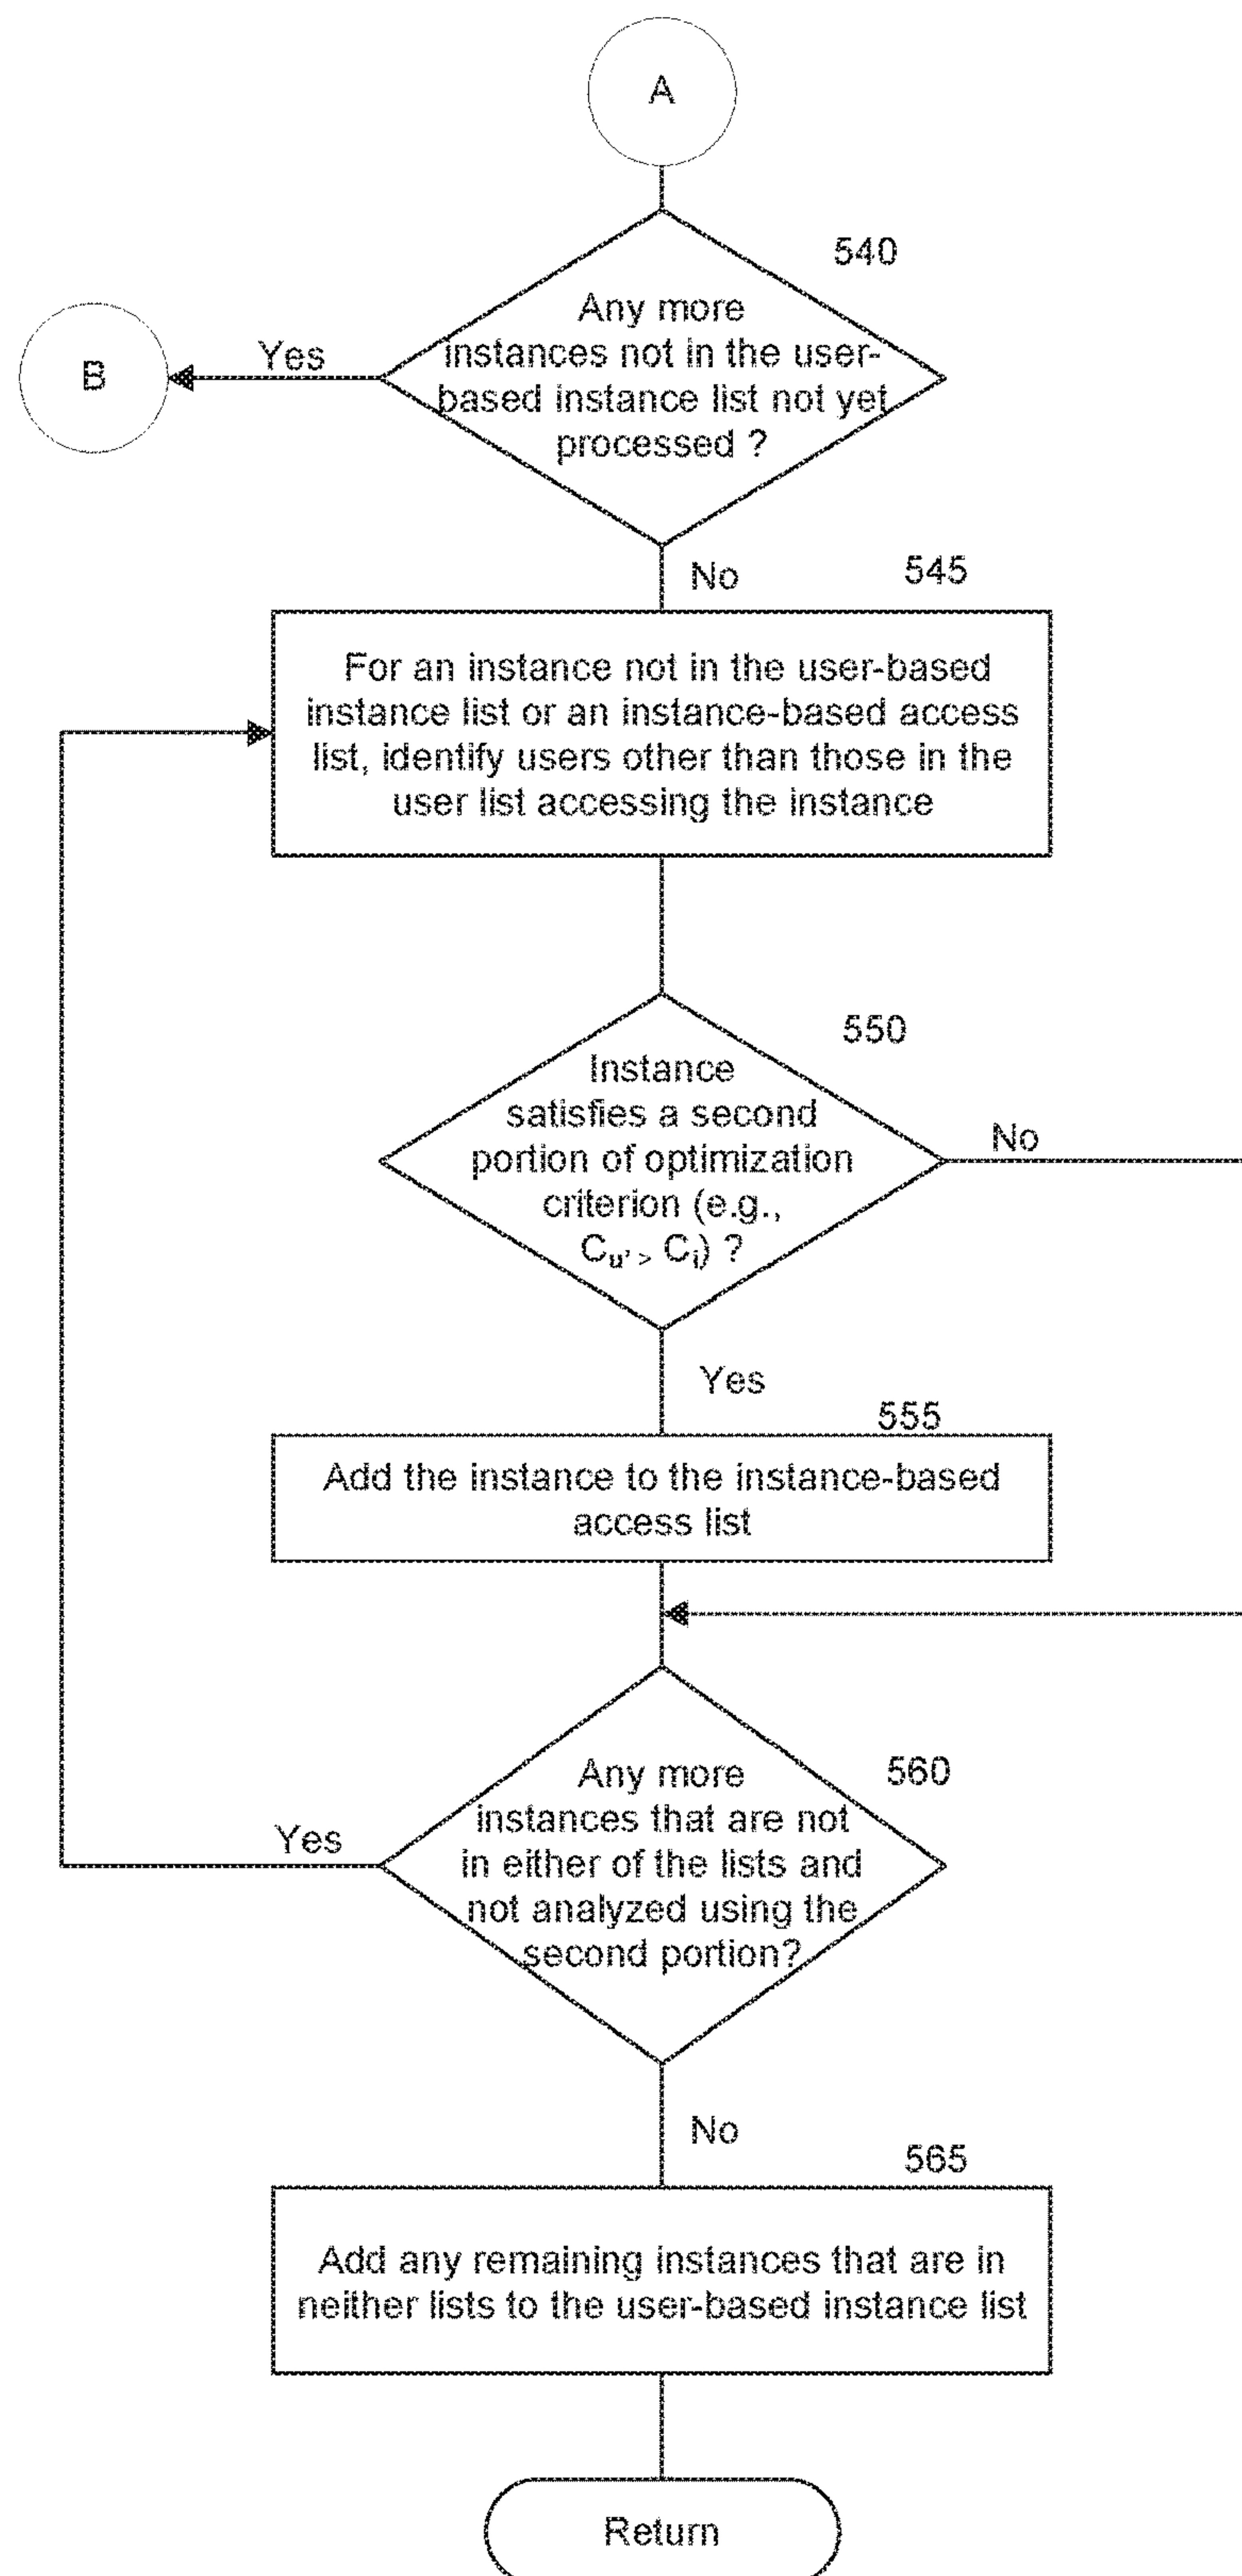 A
540
Any more
instances not in the user-
based instance list not yet
processed ?
Yes
B
No
545
For an instance not in the user-based
instance list or an instance-based access
list, identify users other than those in the
user list accessing the instance
550
Instance
satisfies a second
portion of optimization
criterion (e.g.,
Cu' > Ci) ?
No
Yes
555
Add the instance to the instance-based
access list
560
Any more
instances that are not
in either of the lists and
not analyzed using the
second portion?
Yes
No
565
Add any remaining instances that are in
neither lists to the user-based instance list
Return